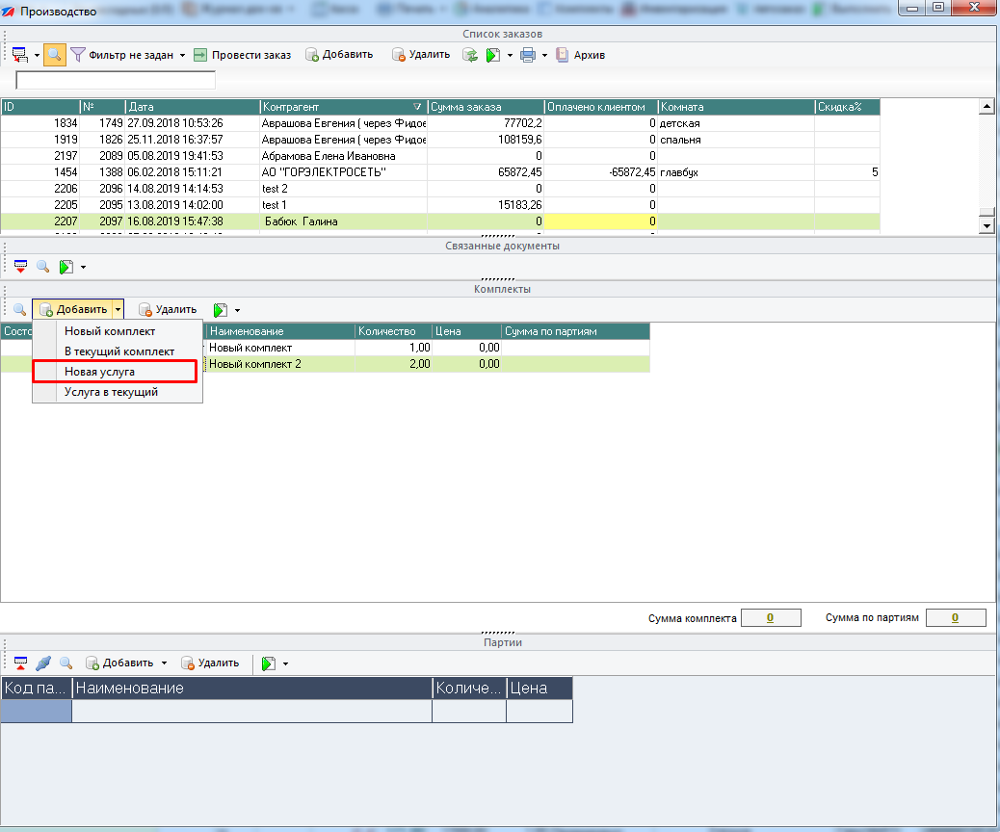 Производство
Список заказов
Фильтр не задан Провести заказ Добавить Удалить Архив
ID № Дата Контрагент Сумма заказа Оплачено клиентом Комната Скидка%
1834 1749 27.09.2018 10:53:26 Аврашова Евгения ( через Фидое 77702,2 0 детская
1919 1826 25.11.2018 16:37:57 Аврашова Евгения ( через Фидое 108159,6 0 спальня
2197 2089 05.08.2019 19:41:53 Абрамова Елена Ивановна 0 0
1454 1388 06.02.2018 15:11:21 АО "ГОРЭЛЕКТРОСЕТЬ" 65872,45 -65872,45 главбух 5
2206 2096 14.08.2019 14:14:53 test 2 0 0
2205 2095 13.08.2019 14:02:00 test 1 15183,26 0
2207 2097 16.08.2019 15:47:38 Бабюк Галина 0 0
Связанные документы
Комплекты
Добавить Удалить
Состо Наименование Количество Цена Сумма по партиям
Новый комплект 1,00 0,00
Новый комплект 2 2,00 0,00
Новый комплект
В текущий комплект
Новая услуга
Услуга в текущий
Сумма комплекта 0 Сумма по партиям 0
Партии
Добавить Удалить
Код па... Наименование Количе... Цена